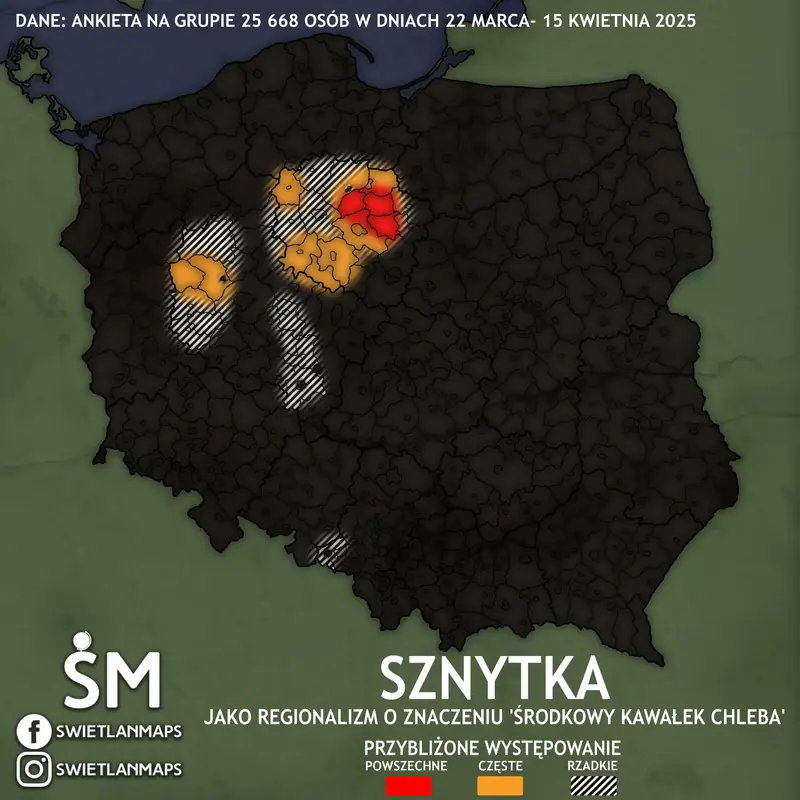 DANE: ANKIETA NA GRUPIE 25 668 OSÓB W DNIACH 22 MARCA- 15 KWIETNIA 2025
ŚM
SWIETLANMAPS
SWIETLANMAPS
SZNYTKA
JAKO REGIONALIZM O ZNACZENIU 'ŚRODKOWY KAWAŁEK CHLEBA'
PRZYBLIŻONE WYSTĘPOWANIE
POWSZECHNE CZĘSTE RZADKIE